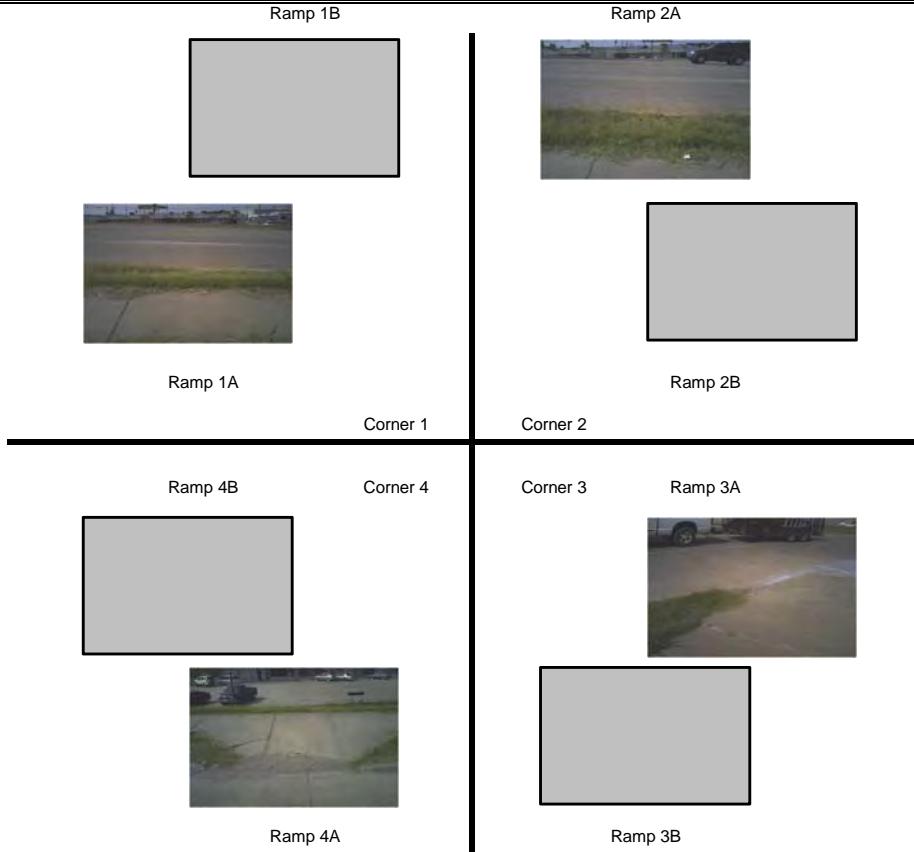 Ramp 1B
Ramp 2A
Ramp 1A
Ramp 2B
Corner 1
Corner 2
Ramp 4B
Corner 4
Corner 3
Ramp 3A
Ramp 4A
Ramp 3B